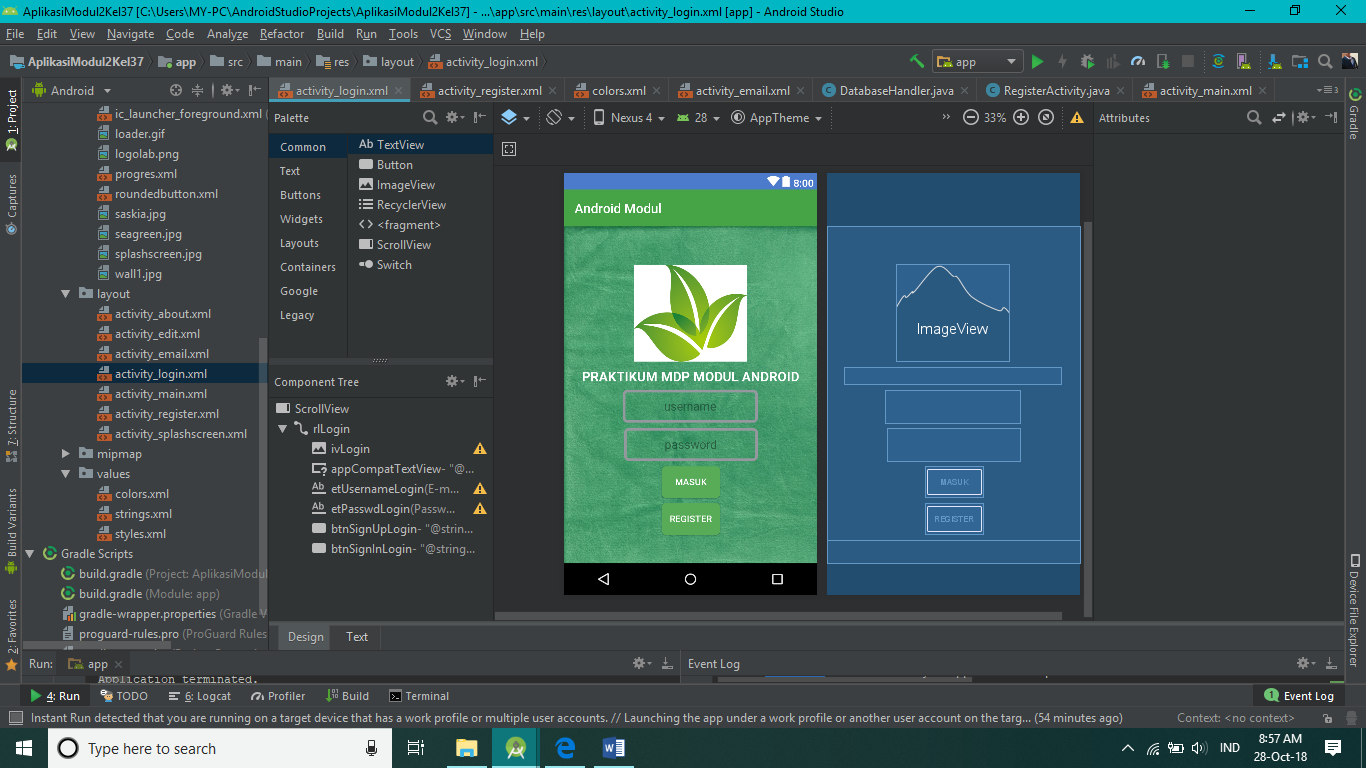 AplikasiModul2Kel37 [C:\Users\MY-PC\AndroidStudioProjects\AplikasiModul2Kel37] - ...\app\src\main\res\layout\activity_login.xml [app] - Android Studio
File Edit View Navigate Code Analyze Refactor Build Run Tools VCS Window Help
AplikasiModul2Kel37 app src main res layout activity_login.xml app
1: Project
Captures
7: Structure
Build Variants
2: Favorites
Android
ic_launcher_foreground.xml
loader.gif
logolab.png
progres.xml
roundedbutton.xml
saskia.jpg
seagreen.jpg
splashscreen.jpg
wall1.jpg
layout
activity_about.xml
activity_edit.xml
activity_email.xml
activity_login.xml
activity_main.xml
activity_register.xml
activity_splashscreen.xml
mipmap
values
colors.xml
strings.xml
styles.xml
Gradle Scripts
build.gradle (Project: AplikasiModul
build.gradle (Module: app)
gradle-wrapper.properties (Gradle V
proguard-rules.pro (ProGuard Rules
activity_login.xml activity_register.xml colors.xml activity_email.xml DatabaseHandler.java RegisterActivity.java activity_main.xml 3
Palette
Common
Text
Buttons
Widgets
Layouts
Containers
Google
Legacy
Ab TextView
Button
ImageView
RecyclerView
<fragment>
ScrollView
Switch
Component Tree
ScrollView
rlLogin
ivLogin
appCompatTextView- "@...
Ab etUsernameLogin(E-m...
Ab etPasswdLogin(Passw...
btnSignUpLogin- "@strin...
btnSignInLogin- "@string...
Nexus 4 28 AppTheme 33%
8:00
Android Modul
PRAKTIKUM MDP MODUL ANDROID
username
password
MASUK
REGISTER
ImageView
MASUK
REGISTER
Attributes
Gradle
Device File Explorer
Design Text
Run: app
Application terminated.
Event Log
4: Run TODO 6: Logcat Profiler Build Terminal 1 Event Log
Instant Run detected that you are running on a target device that has a work profile or multiple user accounts. // Launching the app under a work profile or another user account on the targ... (54 minutes ago) Context: <no context>
Type here to search
IND
8:57 AM
28-Oct-18